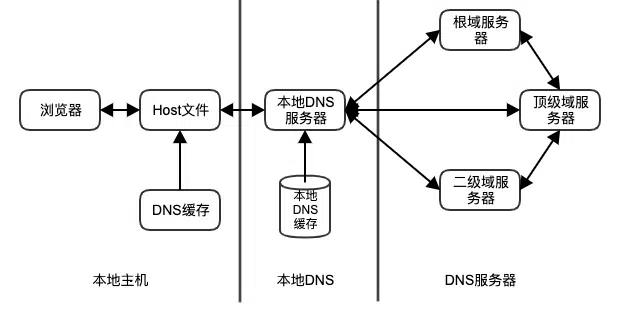 根域服务
器
浏览器
Host文件
本地DNS
服务器
顶级域服
务器
DNS缓存
本地
DNS
缓存
二级域服
务器
本地主机
本地DNS
DNS服务器